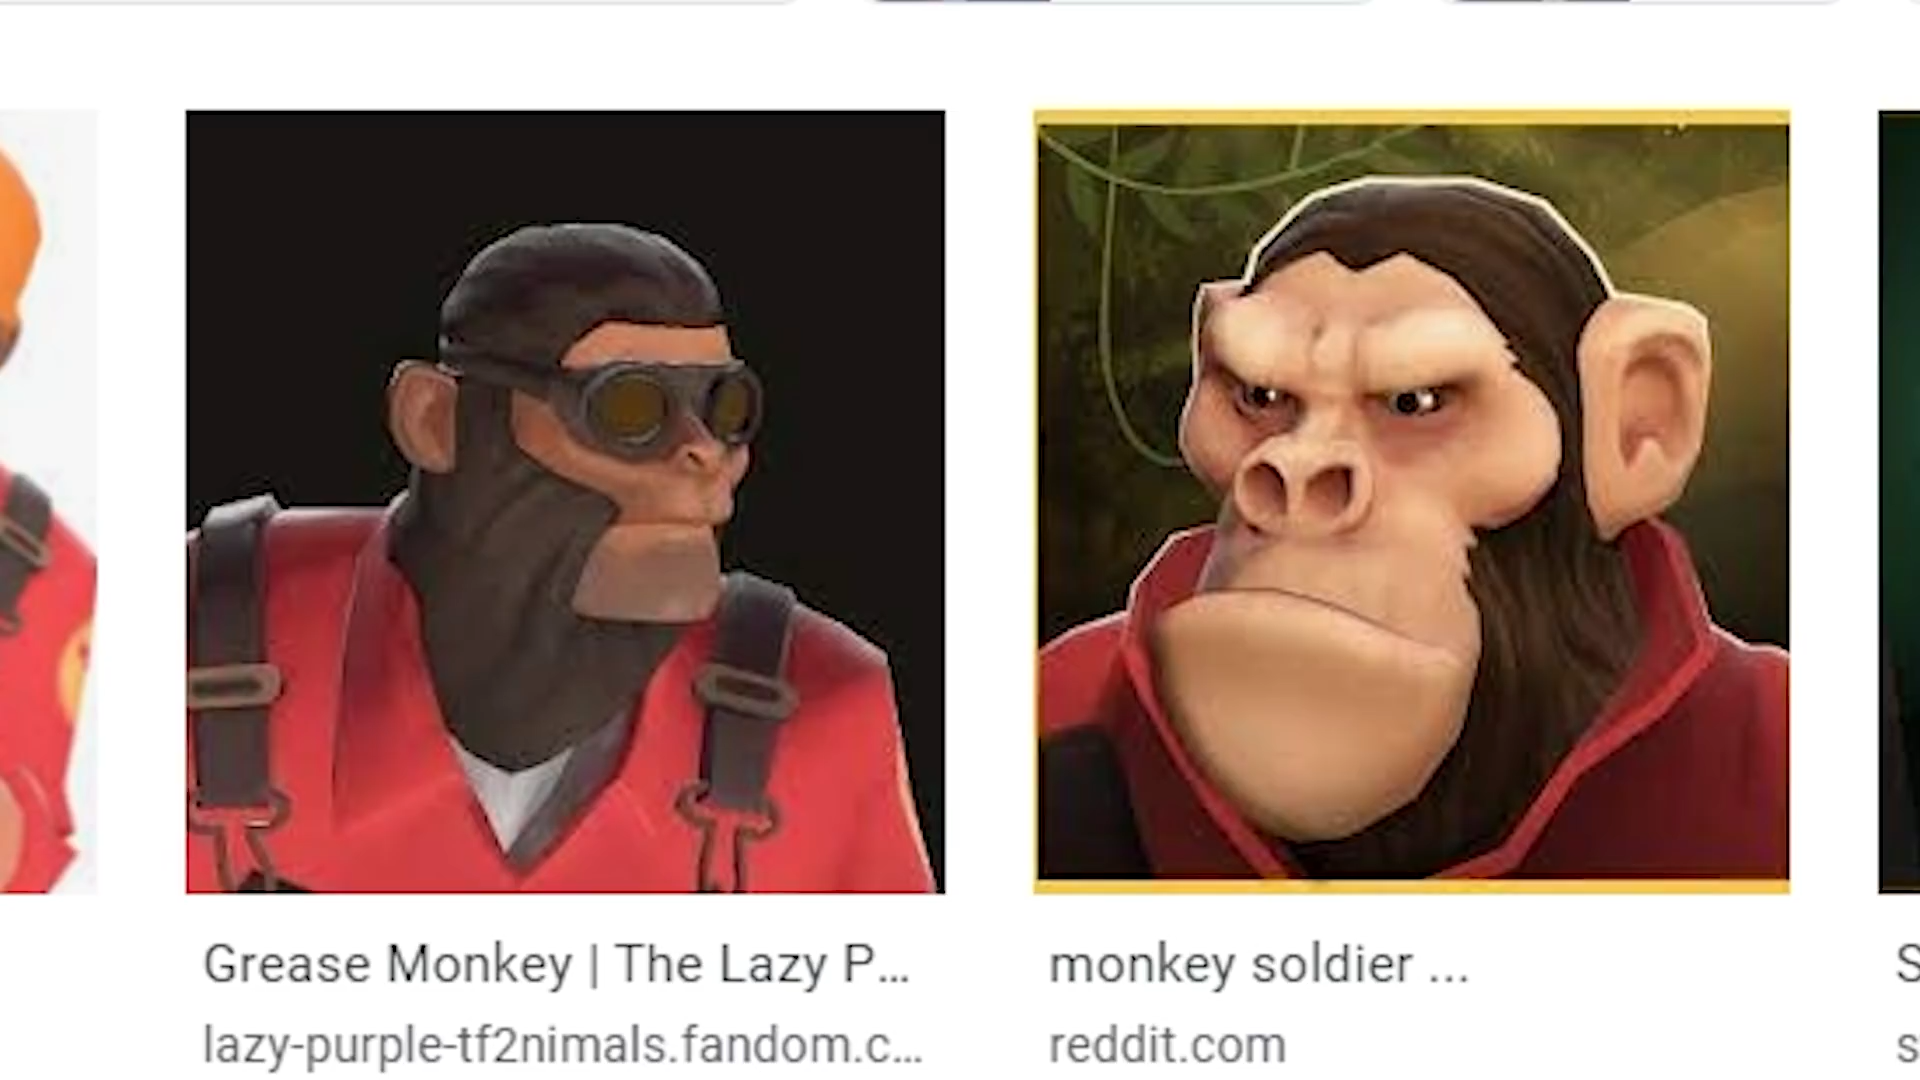 Grease Monkey | The Lazy P...
monkey soldier ...
S
lazy-purple-tf2nimals.fandom.c...
reddit.com
s